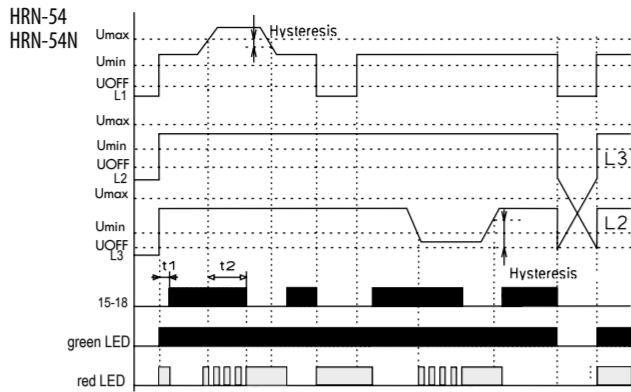 HRN-54
HRN-54N
Umax
Hysteresis
Umin
UOFF
L1
Umax
Umin
UOFF
L3
L2
Umax
Umin
L2
UOFF
L3
t1
t2
Hysteresis
15-18
green LED
red LED